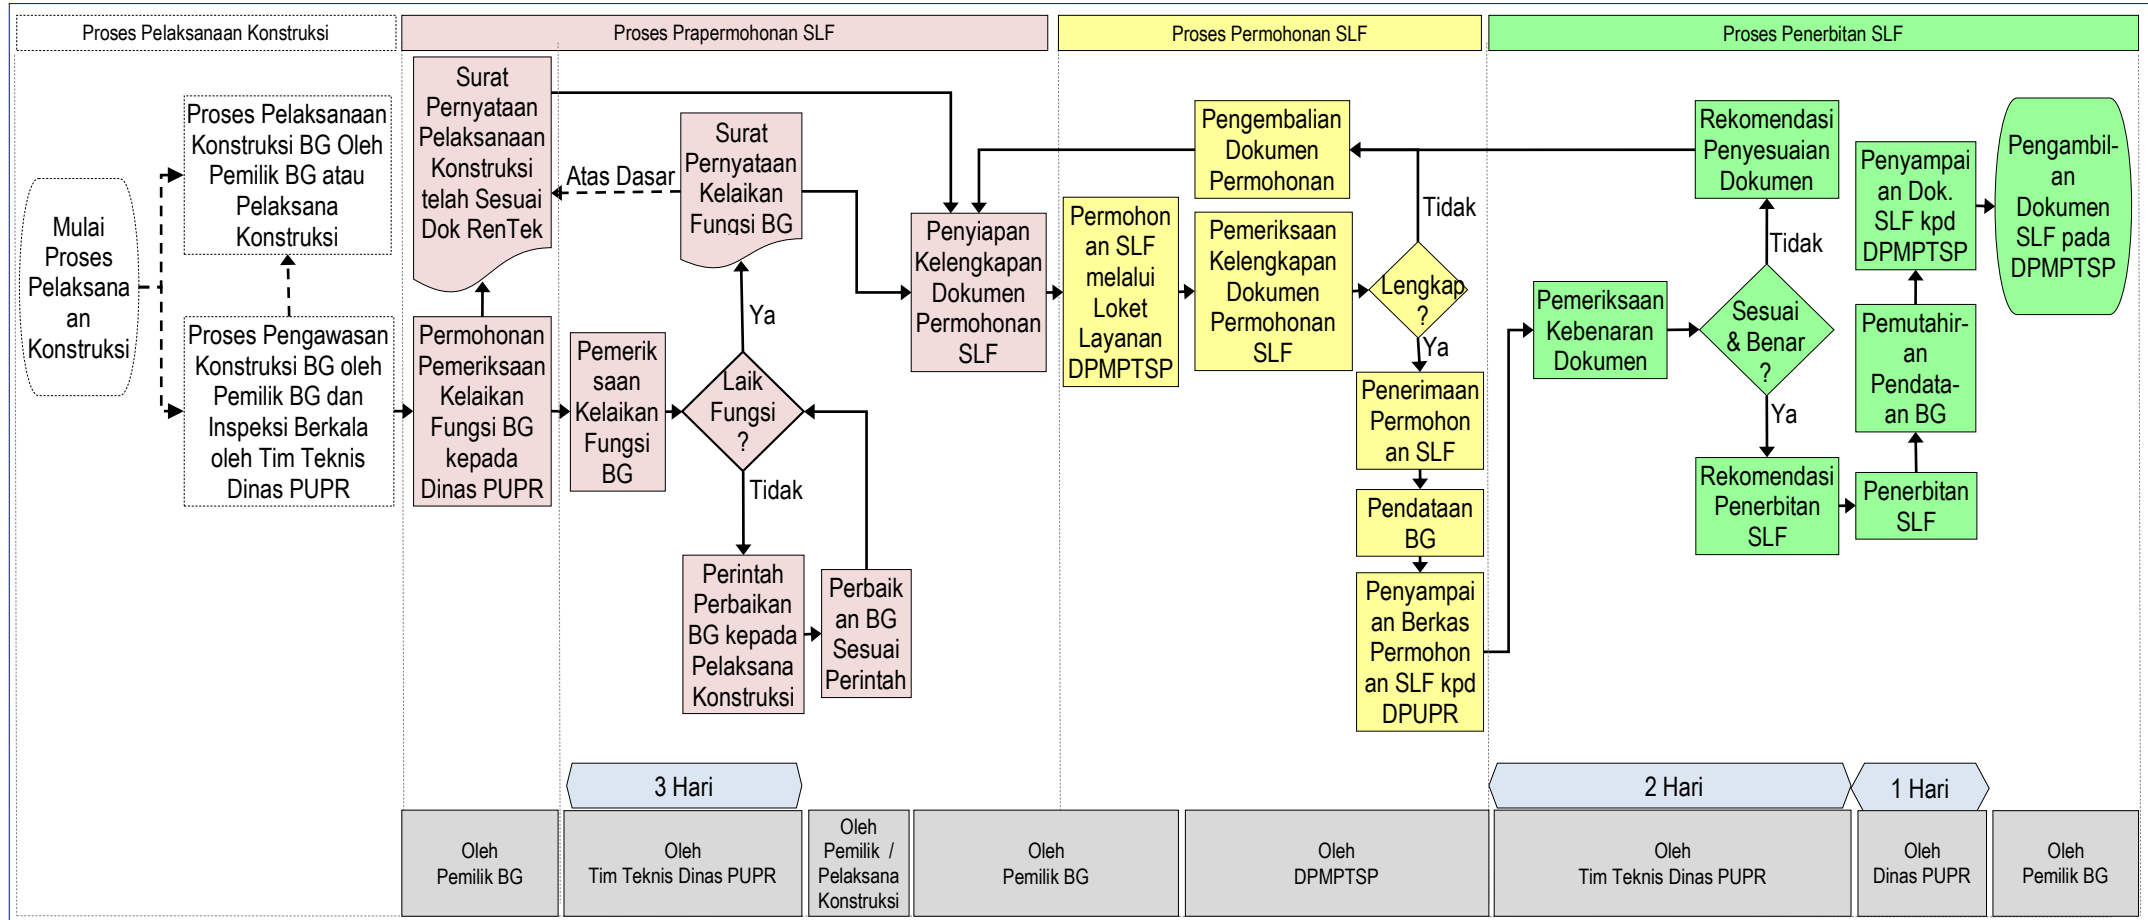 Proses Pelaksanaan Konstruksi
Proses Prapermohonan SLF
Proses Permohonan SLF
Proses Penerbitan SLF
Mulai
Proses
Pelaksana
an
Konstruksi
Proses Pelaksanaan
Konstruksi BG Oleh
Pemilik BG atau
Pelaksana
Konstruksi
Proses Pengawasan
Konstruksi BG oleh
Pemilik BG dan
Inspeksi Berkala
oleh Tim Teknis
Dinas PUPR
Surat
Pernyataan
Pelaksanaan
Konstruksi
telah Sesuai
Dok RenTek
Permohonan
Pemeriksaan
Kelaikan
Fungsi BG
kepada
Dinas PUPR
Atas Dasar
Surat
Pernyataan
Kelaikan
Fungsi BG
Ya
Pemerik
saan
Kelaikan
Fungsi
BG
Laik
Fungsi
?
Tidak
Perintah
Perbaikan
BG kepada
Pelaksana
Konstruksi
Perbaik
an BG
Sesuai
Perintah
Penyiapan
Kelengkapan
Dokumen
Permohonan
SLF
Permohon
an SLF
melalui
Loket
Layanan
DPMPTSP
Pengembalian
Dokumen
Permohonan
Pemeriksaan
Kelengkapan
Dokumen
Permohonan
SLF
Tidak
Lengkap
?
Ya
Penerimaan
Permohon
an SLF
Pendataan
BG
Penyampai
an Berkas
Permohon
an SLF kpd
DPUPR
Pemeriksaan
Kebenaran
Dokumen
Rekomendasi
Penyesuaian
Dokumen
Tidak
Sesuai
& Benar
?
Ya
Rekomendasi
Penerbitan
SLF
Penerbitan
SLF
Pemutahir-
an
Pendata-
an BG
Penyampai
an Dok.
SLF kpd
DPMPTSP
Pengambil-
an
Dokumen
SLF pada
DPMPTSP
3 Hari
2 Hari
1 Hari
Oleh
Pemilik BG
Oleh
Tim Teknis Dinas PUPR
Oleh
Pemilik /
Pelaksana
Konstruksi
Oleh
Pemilik BG
Oleh
DPMPTSP
Oleh
Tim Teknis Dinas PUPR
Oleh
Dinas PUPR
Oleh
Pemilik BG